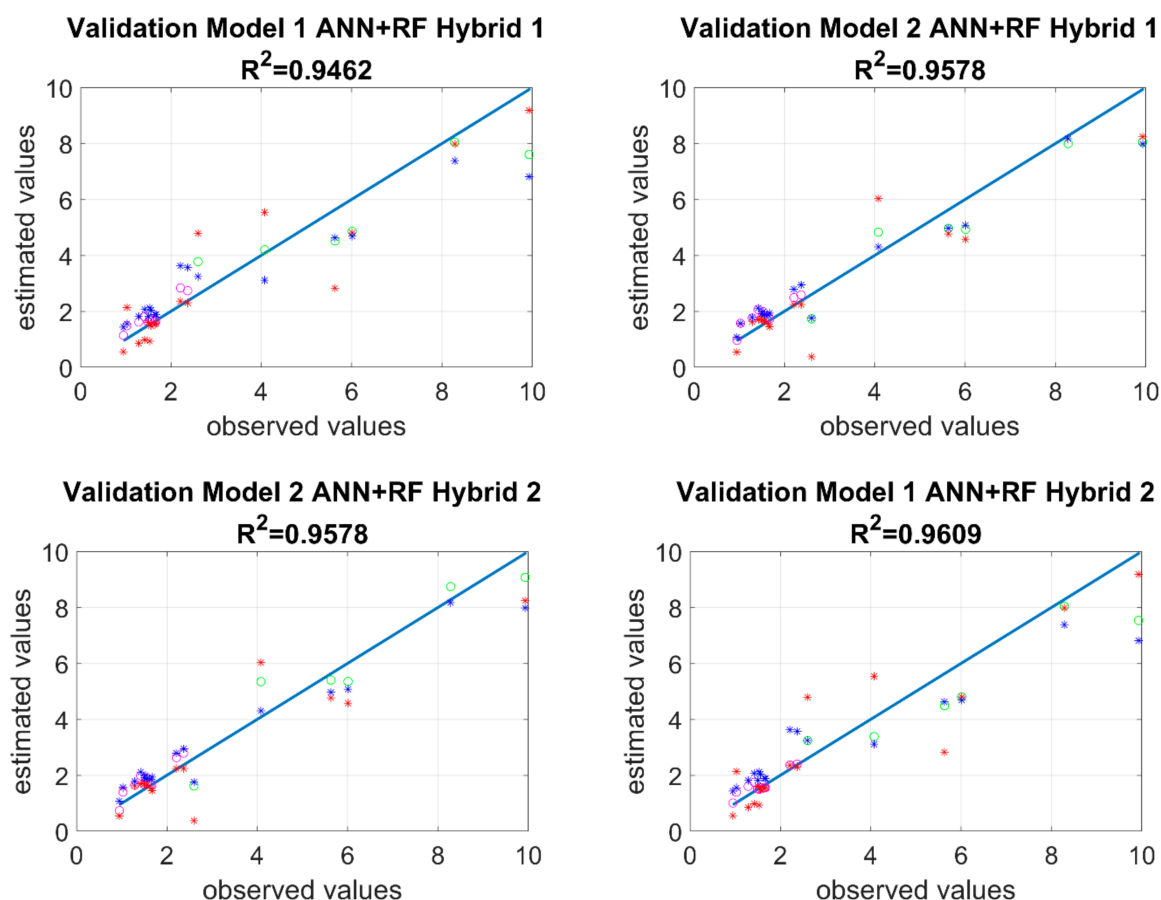 Validation Model 1 ANN+RF Hybrid 1
R²=0.9462
10
8
6
4
2
0
estimated values
0 2 4 6 8 10
observed values
Validation Model 2 ANN+RF Hybrid 1
R²=0.9578
10
8
6
4
2
0
estimated values
0 2 4 6 8 10
observed values
Validation Model 2 ANN+RF Hybrid 2
R²=0.9578
10
8
6
4
2
0
estimated values
0 2 4 6 8 10
observed values
Validation Model 1 ANN+RF Hybrid 2
R²=0.9609
10
8
6
4
2
0
estimated values
0 2 4 6 8 10
observed values